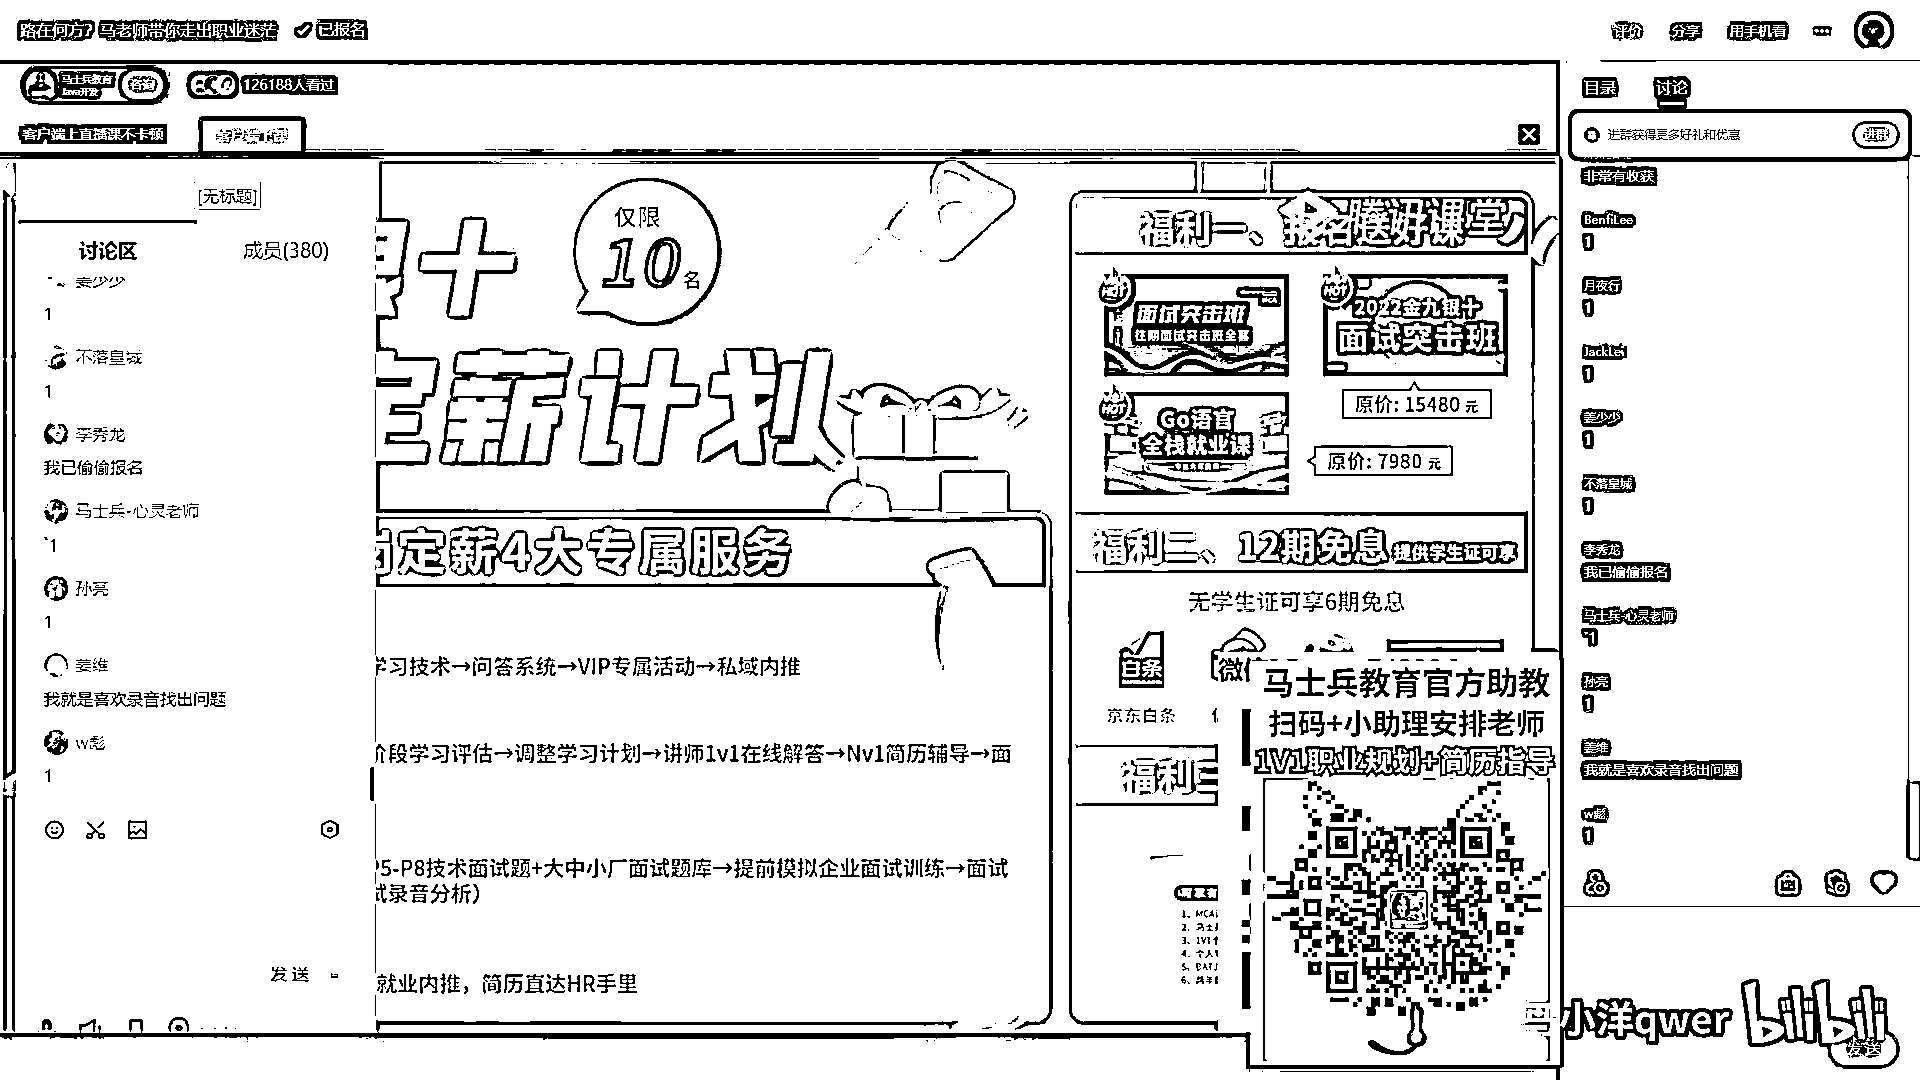 路在何方？马老师带你走出职业迷茫 已报名
评价 分享 用手机看
马士兵教育
Java开发
咨询
126188人看过
客户端上直播课不卡顿
目录 讨论
进群获得更多好礼和优惠 进群
[无标题]
讨论区 成员(380)
姜少少
1
不落皇城
1
李秀龙
我已偷偷报名
马士兵-心灵老师
`1
孙亮
1
姜维
我就是喜欢录音找出问题
w彪
1
发送
仅限
10名
定薪计划
岗定薪4大专属服务
学习技术→问答系统→VIP专属活动→私域内推
阶段学习评估→调整学习计划→讲师1v1在线解答→Nv1简历辅导→面
P5-P8技术面试题+大中小厂面试题库→提前模拟企业面试训练→面试
试录音分析）
就业内推，简历直达HR手里
福利一、报名送好课
HOT
面试突击班
往期面试突击班全部
HOT
2022金九银十
面试突击班
原价: 15480 元
HOT
Go语言
全栈就业课
原价: 7980 元
福利二、12期免息 提供学生证可享
无学生证可享6期免息
白条
京东白条
微
福利三
马士兵教育官方助教
扫码+小助理安排老师
1V1职业规划+简历指导
非常有收获
BenfiLee
1
月夜行
1
JackLei
1
姜少少
1
不落皇城
1
李秀龙
我已偷偷报名
马士兵-心灵老师
`1
孙亮
1
姜维
我就是喜欢录音找出问题
w彪
1
小洋qwer
bilibili
发送